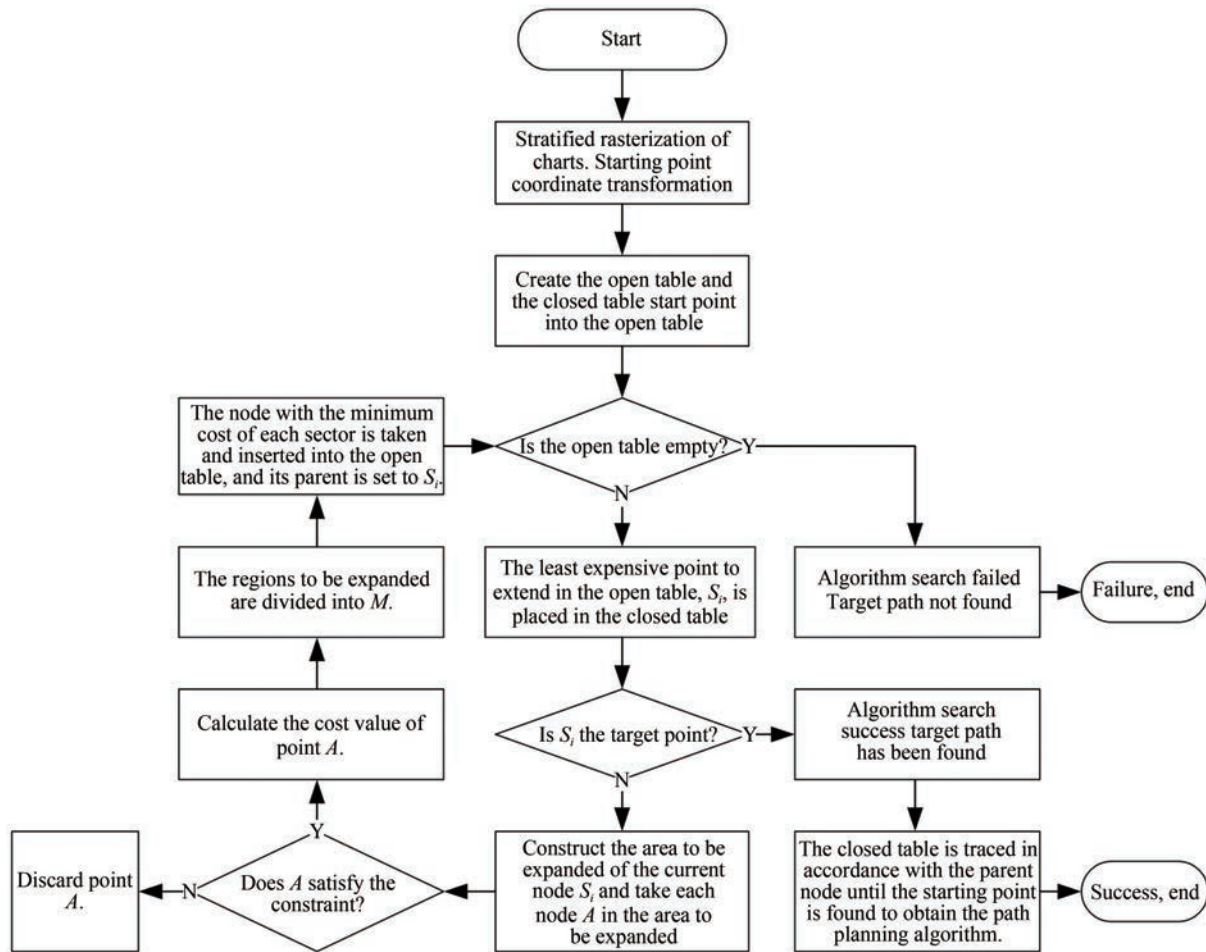 Start
Stratified rasterization of
charts. Starting point
coordinate transformation
Create the open table and
the closed table start point
into the open table
The node with the minimum
cost of each sector is taken
and inserted into the open
table, and its parent is set to Si.
Is the open table empty?
Y
N
The regions to be expanded
are divided into M.
The least expensive point to
extend in the open table, Si, is
placed in the closed table
Algorithm search failed
Target path not found
Failure, end
Calculate the cost value of
point A.
Is Si the target point?
Y
N
Algorithm search
success target path
has been found
Discard point
A.
N
Y
Does A satisfy the
constraint?
Construct the area to be
expanded of the current
node Si and take each
node A in the area to
be expanded
The closed table is traced in
accordance with the parent
node until the starting point
is found to obtain the path
planning algorithm.
Success, end